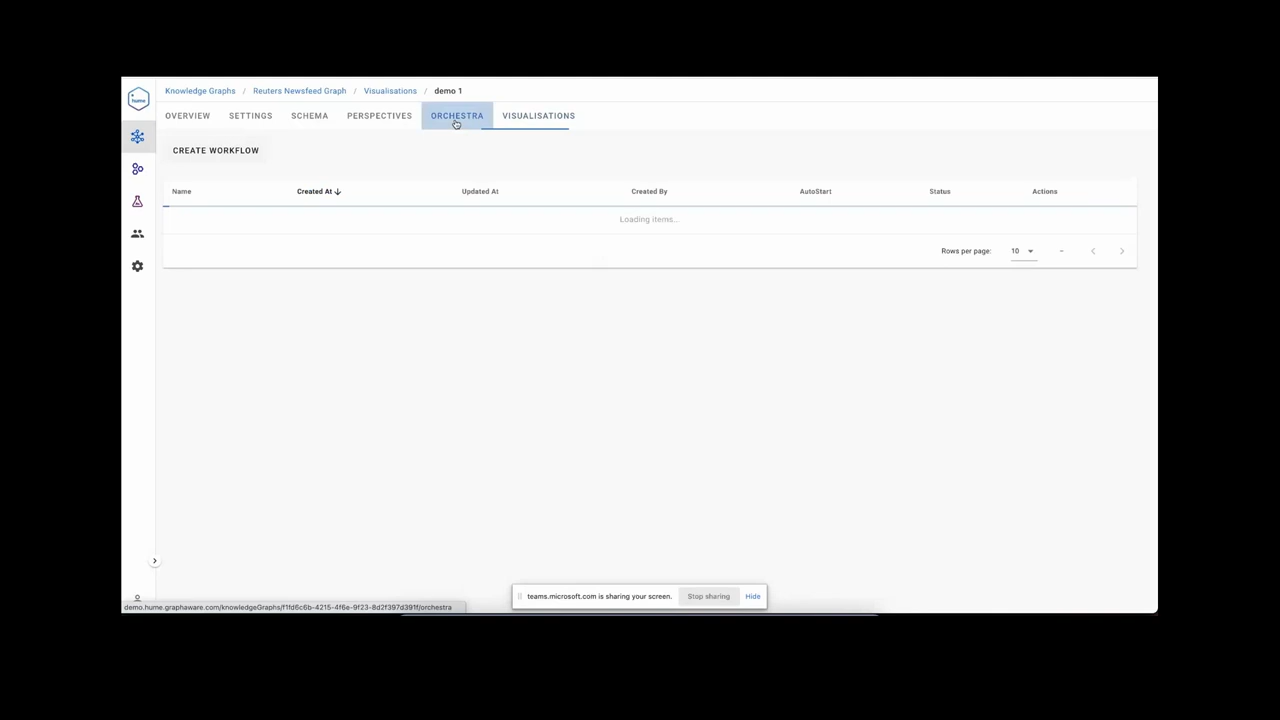 Knowledge Graphs / Reuters Newsfeed Graph / Visualisations / demo 1
hume
OVERVIEW SETTINGS SCHEMA PERSPECTIVES ORCHESTRA VISUALISATIONS
CREATE WORKFLOW
Name Created At Updated At Created By AutoStart Status Actions
Loading items...
Rows per page: 10 –
teams.microsoft.com is sharing your screen. Stop sharing Hide
demo.hume.graphaware.com/knowledgeGraphs/f1fd6c6b-4215-4f6e-9f23-8d2f397d391f/orchestra